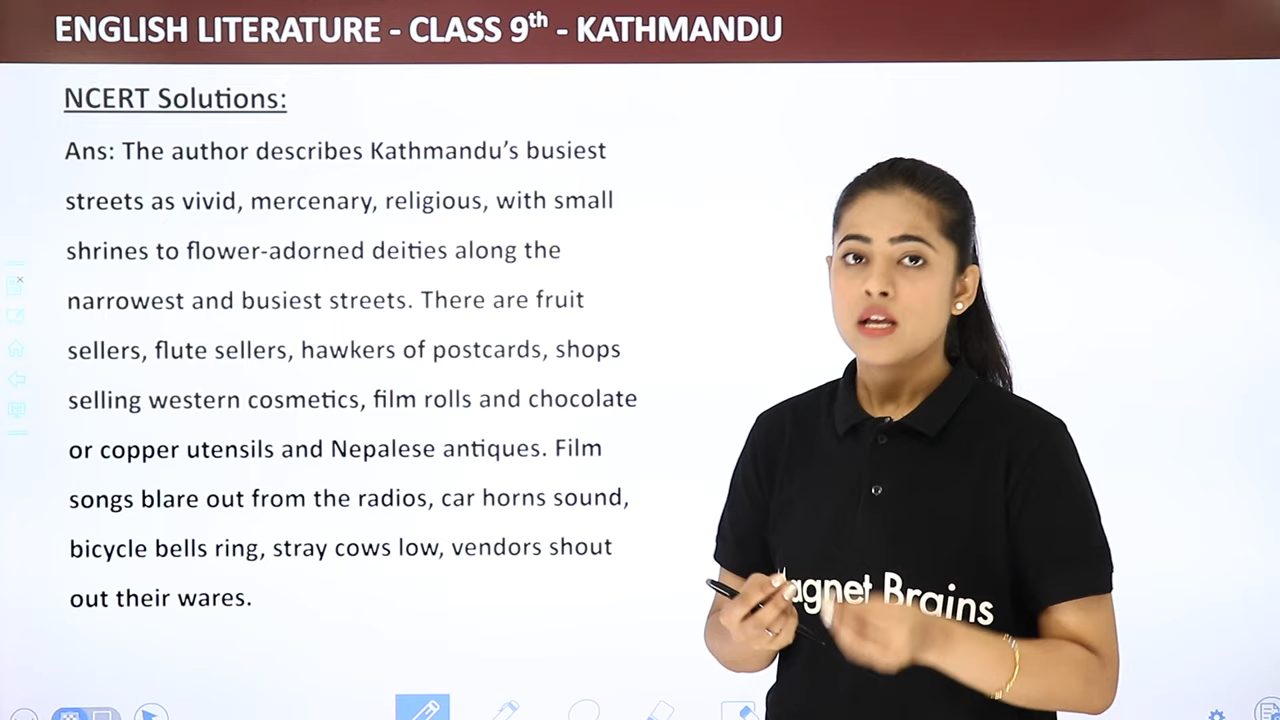 ENGLISH LITERATURE - CLASS 9th - KATHMANDU
NCERT Solutions:
Ans: The author describes Kathmandu’s busiest
streets as vivid, mercenary, religious, with small
shrines to flower-adorned deities along the
narrowest and busiest streets. There are fruit
sellers, flute sellers, hawkers of postcards, shops
selling western cosmetics, film rolls and chocolate
or copper utensils and Nepalese antiques. Film
songs blare out from the radios, car horns sound,
bicycle bells ring, stray cows low, vendors shout
out their wares.
Magnet Brains